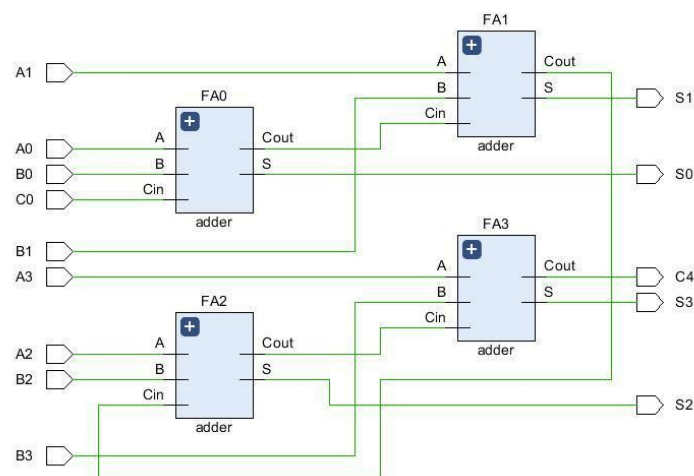 FA1
A1
A
Cout
B
S
S1
Cin
adder
FA0
A0
A
Cout
B0
B
S
S0
C0
Cin
adder
B1
FA3
A3
A
Cout
C4
B
S
S3
Cin
adder
FA2
A2
A
Cout
B2
B
S
Cin
S2
adder
B3